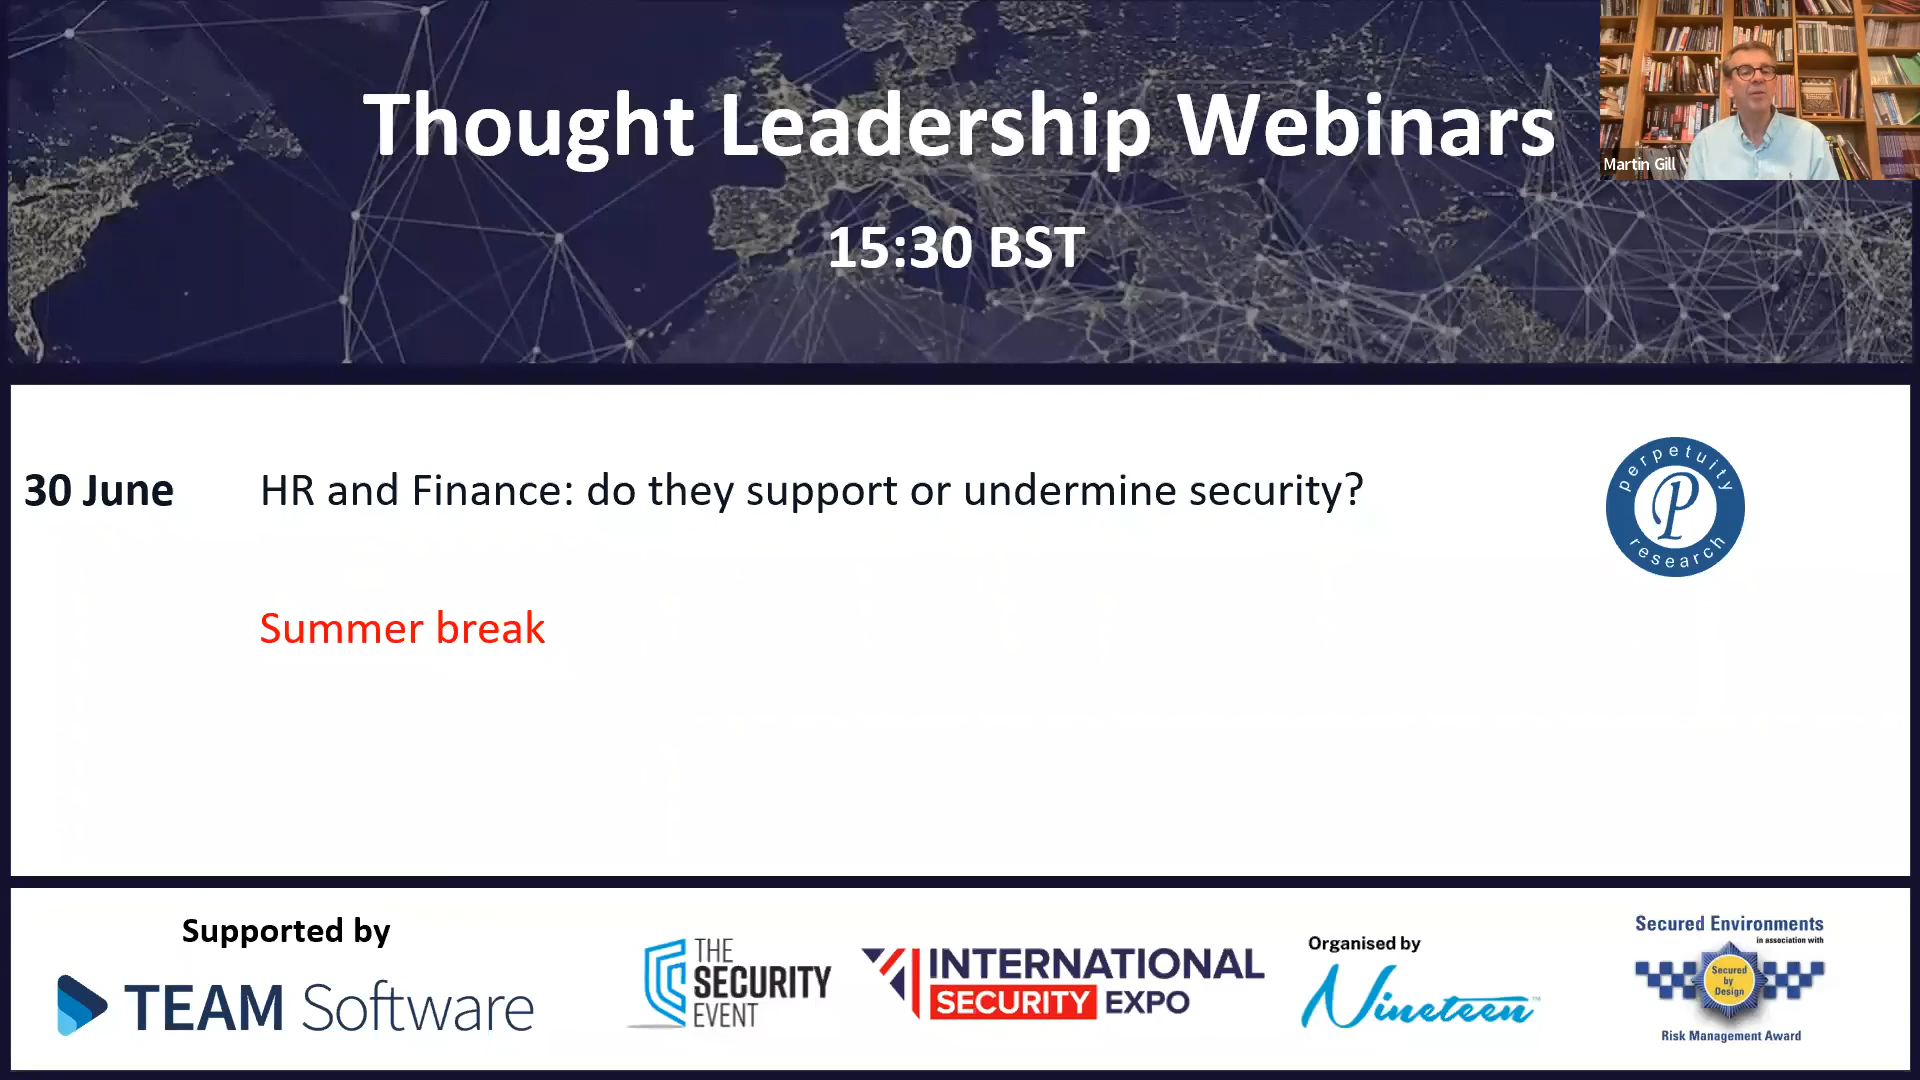 Thought Leadership Webinars
15:30 BST
Martin Gill
30 June
HR and Finance: do they support or undermine security?
perpetuity
P
research
Summer break
Supported by
TEAM Software
THE
SECURITY
EVENT
INTERNATIONAL
SECURITY EXPO
Organised by
Nineteen™
Secured Environments
in association with
Secured
by
Design
Risk Management Award